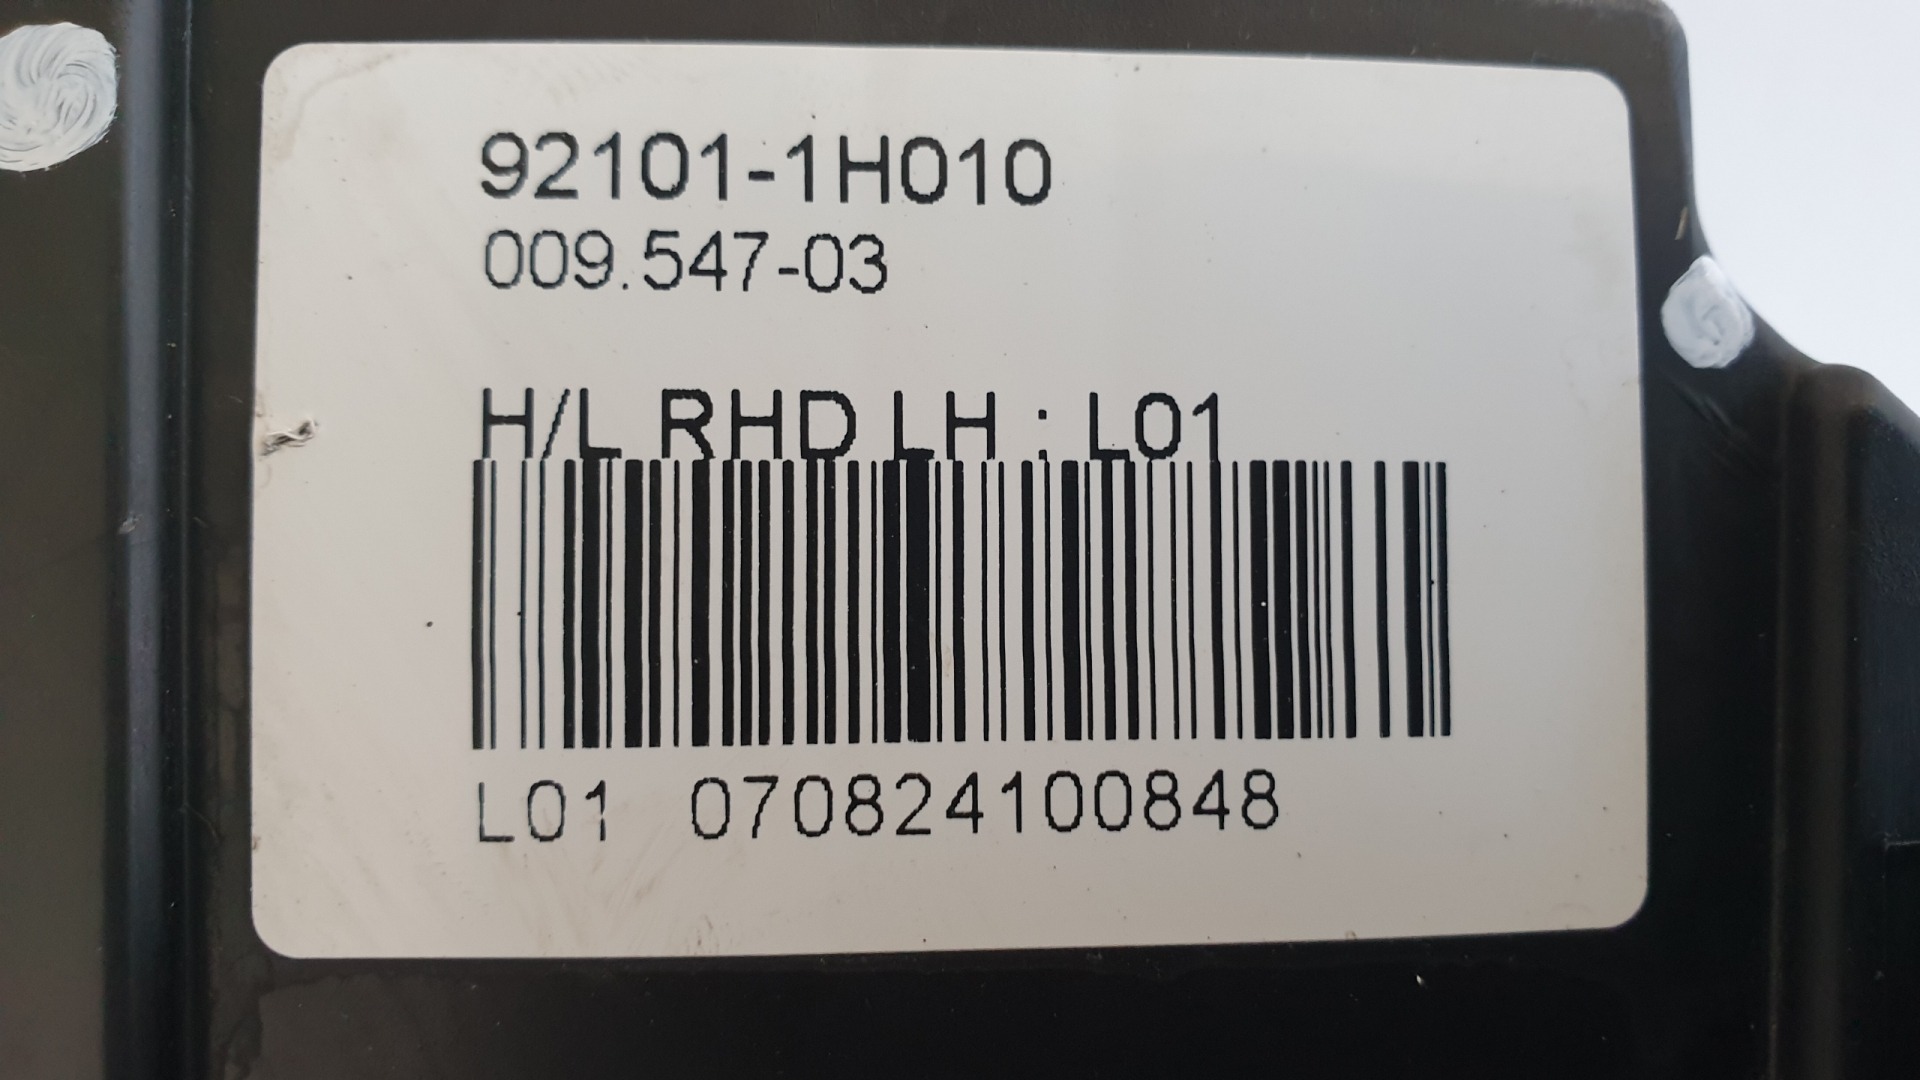 92101-1H010
009.547-03
H/L RHD LH : L01
L01 070824100848